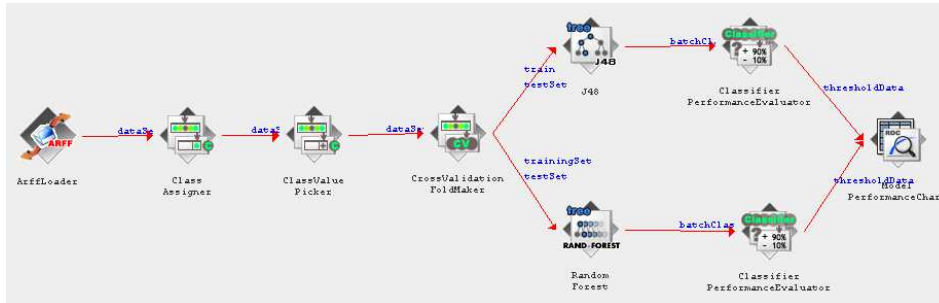 tree
J48
batchCl
Classifier
? + 90%
- 10%
train
testSet
J48
Classifier
PerformanceEvaluator
thresholdData
ARFF
dataSe
C
dataS
C
dataSe
CV
ROC
ArffLoader
Class
Assigner
ClassValue
Picker
CrossValidation
FoldMaker
trainingSet
testSet
thresholdData
Model
PerformanceChar
tree
RAND-FOREST
batchClas
Classifier
? + 90%
- 10%
Random
Forest
Classifier
PerformanceEvaluator